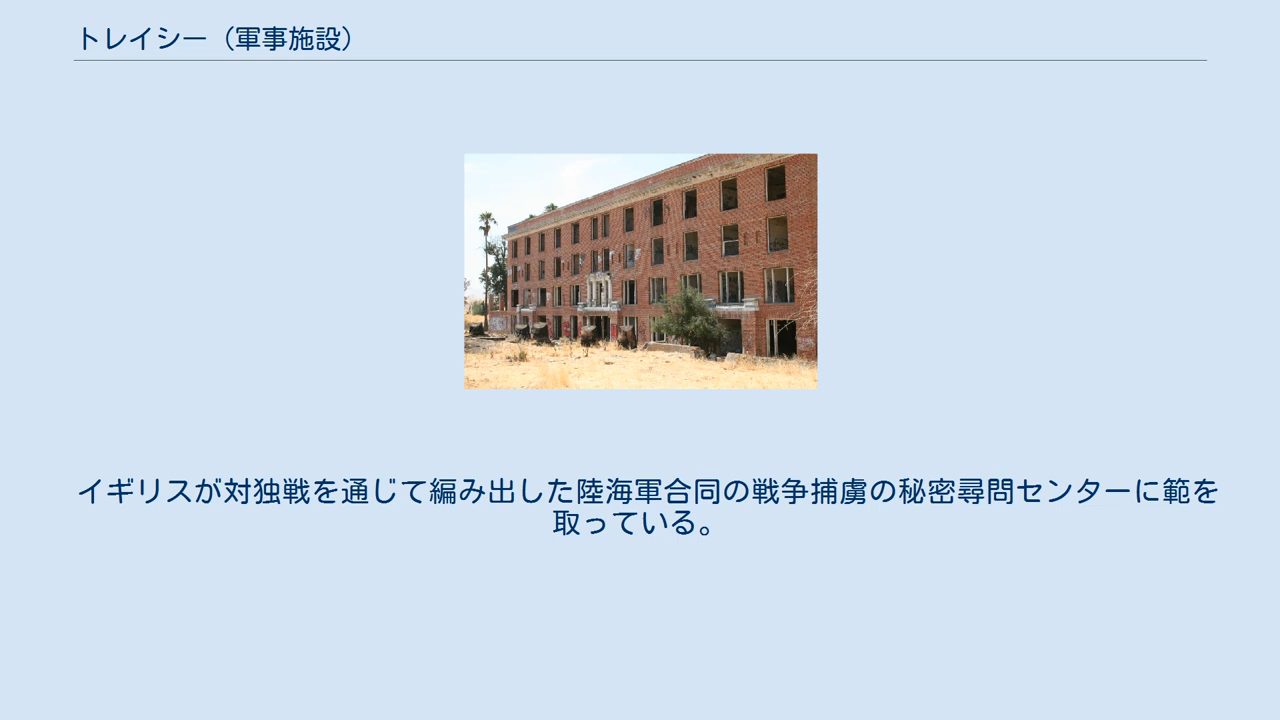 トレイシー（軍事施設）
イギリスが対独戦を通じて編み出した陸海軍合同の戦争捕虜の秘密尋問センターに範を
取っている。